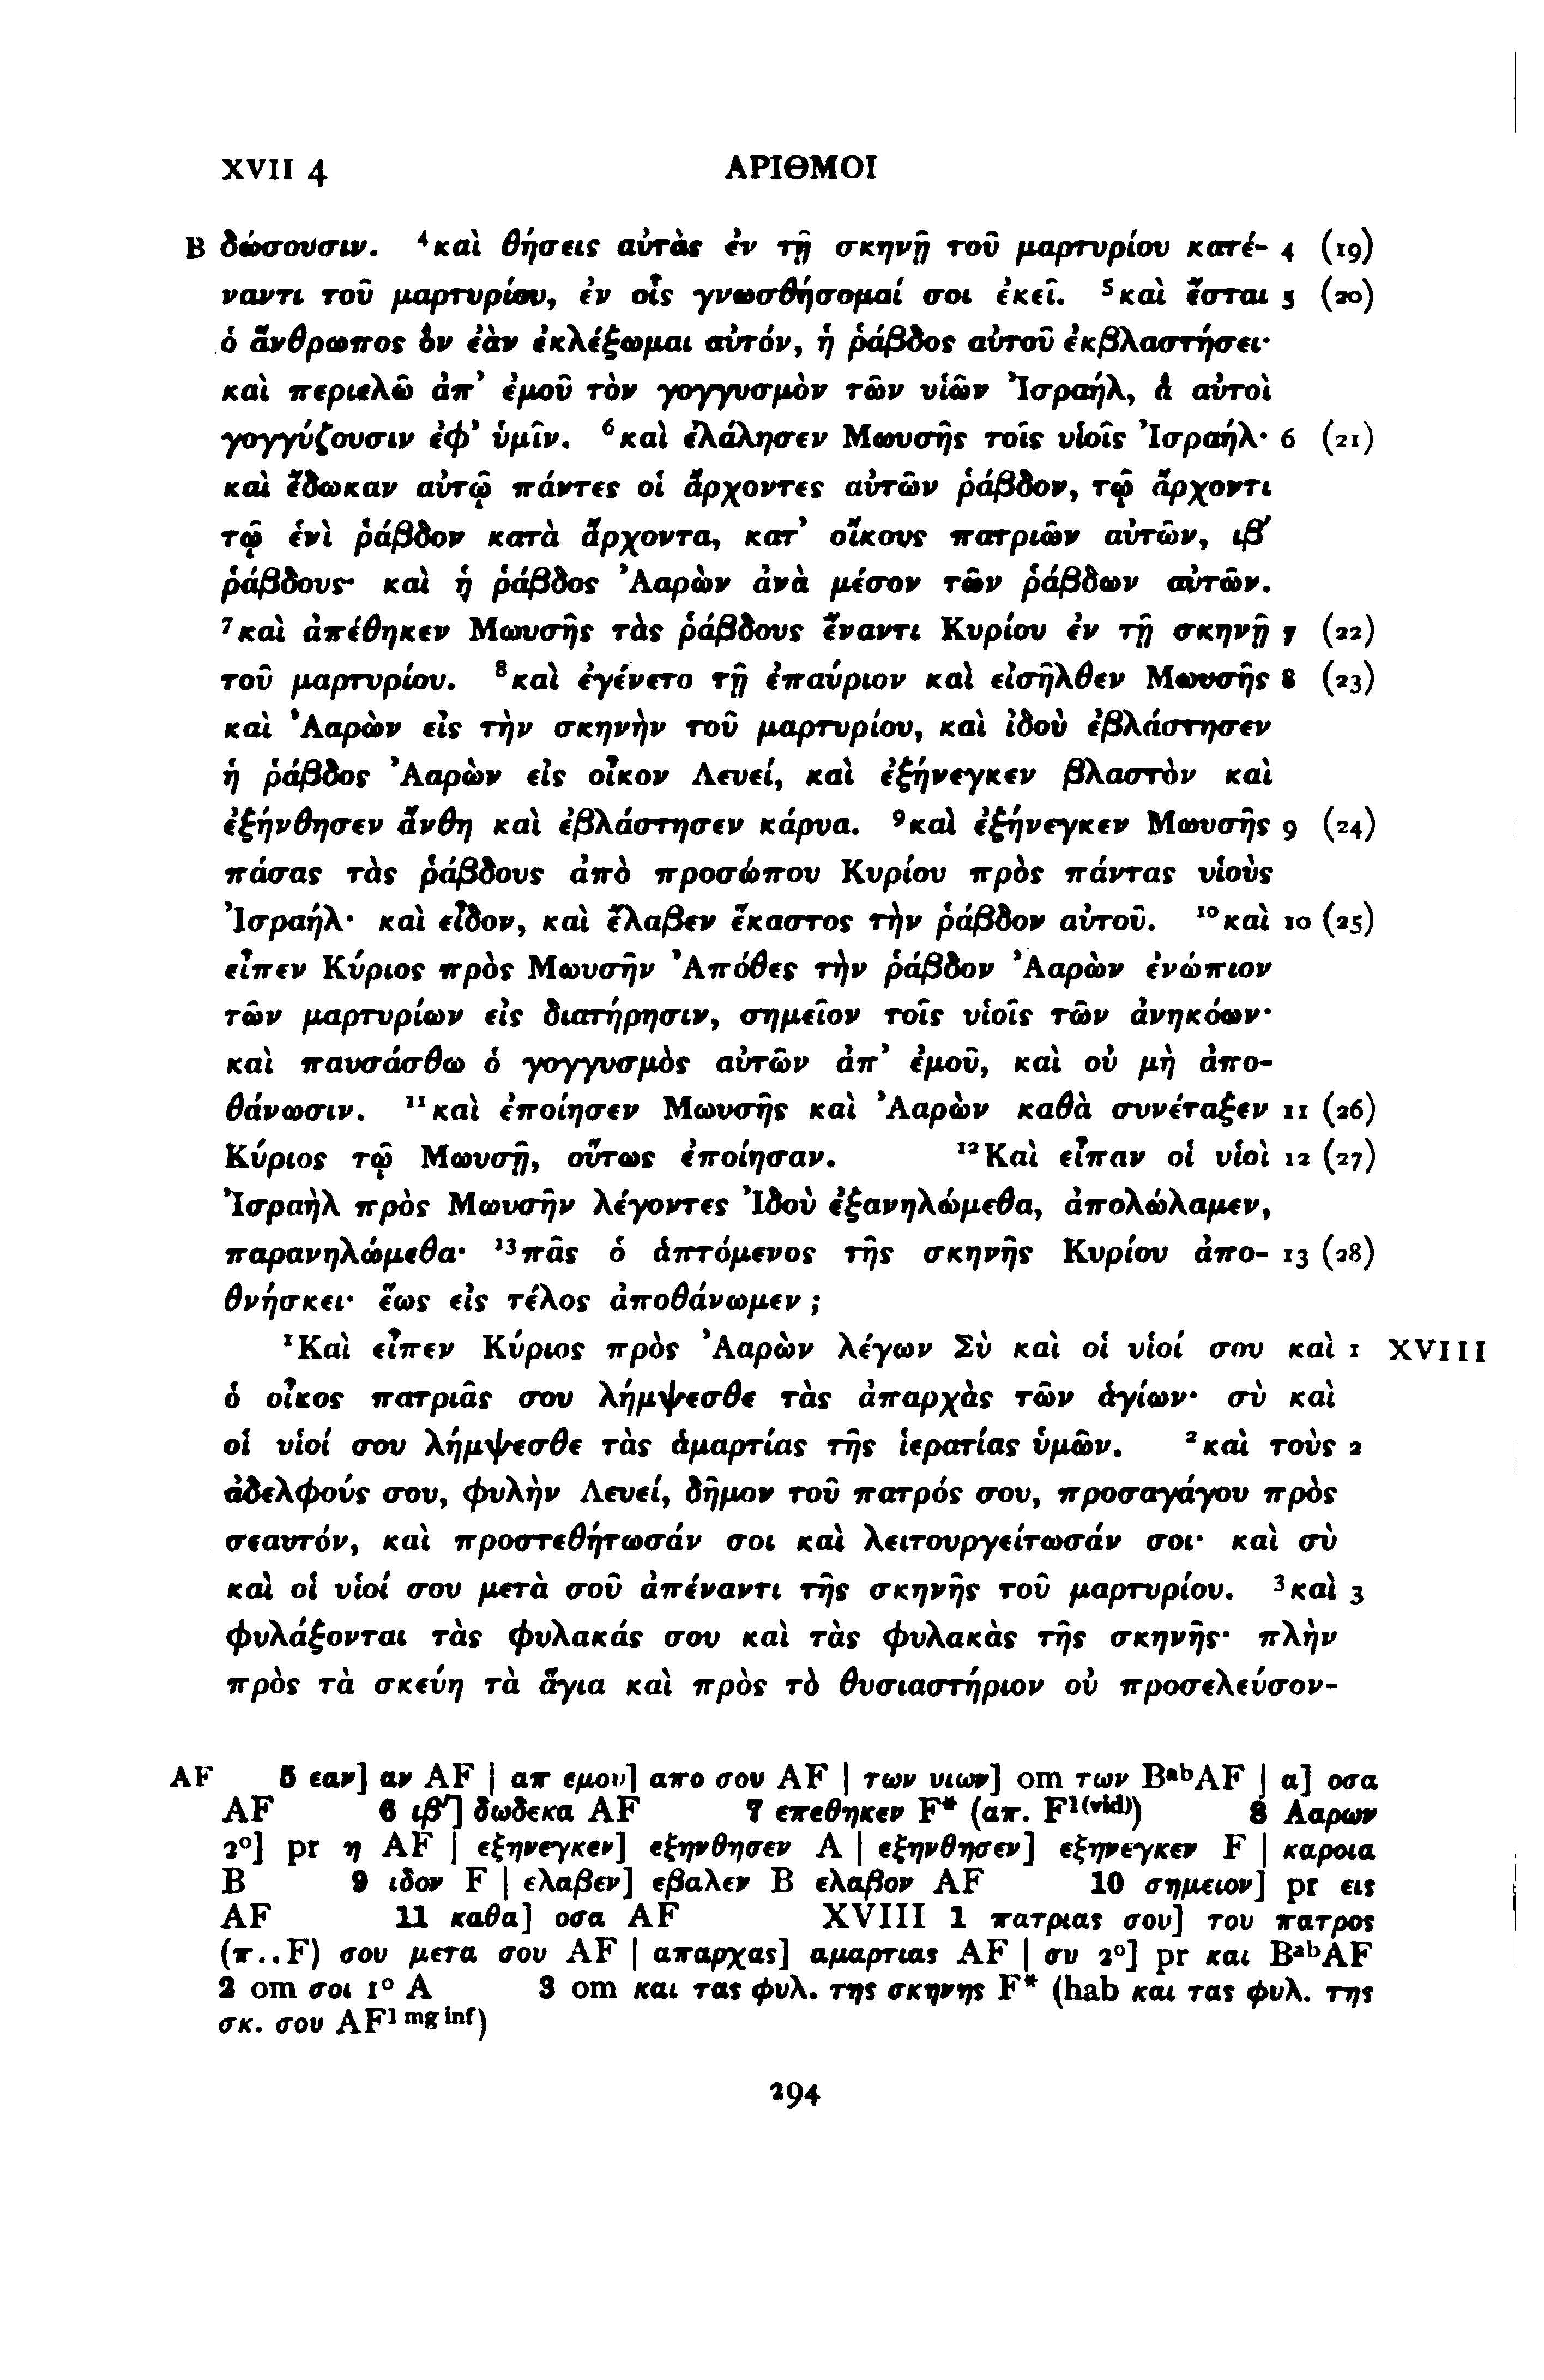 XVII 4 ΑΡΙΘΜΟΙ
B δώσουσιν. ⁴καὶ θήσεις αὐτὰς ἐν τῇ σκηνῇ τοῦ μαρτυρίου κατέ- 4 (19)
ναντι τοῦ μαρτυρίου, ἐν οἷς γνωσθήσομαί σοι ἐκεῖ. ⁵καὶ ἔσται 5 (20)
ὁ ἄνθρωπος ὃν ἐὰν ἐκλέξωμαι αὐτόν, ἡ ῥάβδος αὐτοῦ ἐκβλαστήσει·
καὶ περιελῶ ἀπ᾽ ἐμοῦ τὸν γογγυσμὸν τῶν υἱῶν Ἰσραήλ, ἃ αὐτοὶ
γογγύζουσιν ἐφ᾽ ὑμῖν. ⁶καὶ ἐλάλησεν Μωυσῆς τοῖς υἱοῖς Ἰσραήλ· 6 (21)
καὶ ἔδωκαν αὐτῷ πάντες οἱ ἄρχοντες αὐτῶν ῥάβδον, τῷ ἄρχοντι
τῷ ἑνὶ ῥάβδον κατὰ ἄρχοντα, κατ᾽ οἴκους πατριῶν αὐτῶν, ιβ´
ῥάβδους· καὶ ἡ ῥάβδος Ἀαρὼν ἀνὰ μέσον τῶν ῥάβδων αὐτῶν.
⁷καὶ ἀπέθηκεν Μωυσῆς τὰς ῥάβδους ἔναντι Κυρίου ἐν τῇ σκηνῇ 7 (22)
τοῦ μαρτυρίου. ⁸καὶ ἐγένετο τῇ ἐπαύριον καὶ εἰσῆλθεν Μωυσῆς 8 (23)
καὶ Ἀαρὼν εἰς τὴν σκηνὴν τοῦ μαρτυρίου, καὶ ἰδοὺ ἐβλάστησεν
ἡ ῥάβδος Ἀαρὼν εἰς οἶκον Λευεί, καὶ ἐξήνεγκεν βλαστὸν καὶ
ἐξήνθησεν ἄνθη καὶ ἐβλάστησεν κάρυα. ⁹καὶ ἐξήνεγκεν Μωυσῆς 9 (24)
πάσας τὰς ῥάβδους ἀπὸ προσώπου Κυρίου πρὸς πάντας υἱοὺς
Ἰσραήλ· καὶ εἶδον, καὶ ἔλαβεν ἕκαστος τὴν ῥάβδον αὐτοῦ. ¹⁰καὶ 10 (25)
εἶπεν Κύριος πρὸς Μωυσῆν Ἀπόθες τὴν ῥάβδον Ἀαρὼν ἐνώπιον
τῶν μαρτυρίων εἰς διατήρησιν, σημεῖον τοῖς υἱοῖς τῶν ἀνηκόων·
καὶ παυσάσθω ὁ γογγυσμὸς αὐτῶν ἀπ᾽ ἐμοῦ, καὶ οὐ μὴ ἀπο-
θάνωσιν. ¹¹καὶ ἐποίησεν Μωυσῆς καὶ Ἀαρὼν καθὰ συνέταξεν 11 (26)
Κύριος τῷ Μωυσῇ, οὕτως ἐποίησαν. ¹²Καὶ εἶπαν οἱ υἱοὶ 12 (27)
Ἰσραὴλ πρὸς Μωυσῆν λέγοντες Ἰδοὺ ἐξανηλώμεθα, ἀπολώλαμεν,
παρανηλώμεθα· ¹³πᾶς ὁ ἁπτόμενος τῆς σκηνῆς Κυρίου ἀπο- 13 (28)
θνήσκει· ἕως εἰς τέλος ἀποθάνωμεν ;
¹Καὶ εἶπεν Κύριος πρὸς Ἀαρὼν λέγων Σὺ καὶ οἱ υἱοί σου καὶ 1 XVIII
ὁ οἶκος πατριᾶς σου λήμψεσθε τὰς ἀπαρχὰς τῶν ἁγίων· σὺ καὶ
οἱ υἱοί σου λήμψεσθε τὰς ἁμαρτίας τῆς ἱερατίας ὑμῶν. ²καὶ τοὺς 2
ἀδελφούς σου, φυλὴν Λευεί, δῆμον τοῦ πατρός σου, προσαγάγου πρὸς
σεαυτόν, καὶ προστεθήτωσάν σοι καὶ λειτουργείτωσάν σοι· καὶ σὺ
καὶ οἱ υἱοί σου μετὰ σοῦ ἀπέναντι τῆς σκηνῆς τοῦ μαρτυρίου. ³καὶ 3
φυλάξονται τὰς φυλακάς σου καὶ τὰς φυλακὰς τῆς σκηνῆς· πλὴν
πρὸς τὰ σκεύη τὰ ἅγια καὶ πρὸς τὸ θυσιαστήριον οὐ προσελεύσον-
AF 5 εαν] αν AF | απ εμου] απο σου AF | των υιων] om των BᵃᵇAF | α] οσα
AF 6 ιβ´] δωδεκα AF 7 επεθηκεν F* (απ. F¹⁽ᵛⁱᵈ⁾) 8 Ααρων
2°] pr η AF | εξηνεγκεν] εξηνθησεν A | εξηνθησεν] εξηνεγκεν F | καροια
B 9 ιδον F | ελαβεν] εβαλεν B ελαβον AF 10 σημειον] pr εις
AF 11 καθα] οσα AF XVIII 1 πατριας σου] του πατρος
(π..F) σου μετα σου AF | απαρχας] αμαρτιας AF | συ 2°] pr και BᵃᵇAF
2 om σοι 1° A 3 om και τας φυλ. της σκηνης F* (hab και τας φυλ. της
σκ. σου AF¹ ᵐᵍ ⁱⁿᶠ)
294